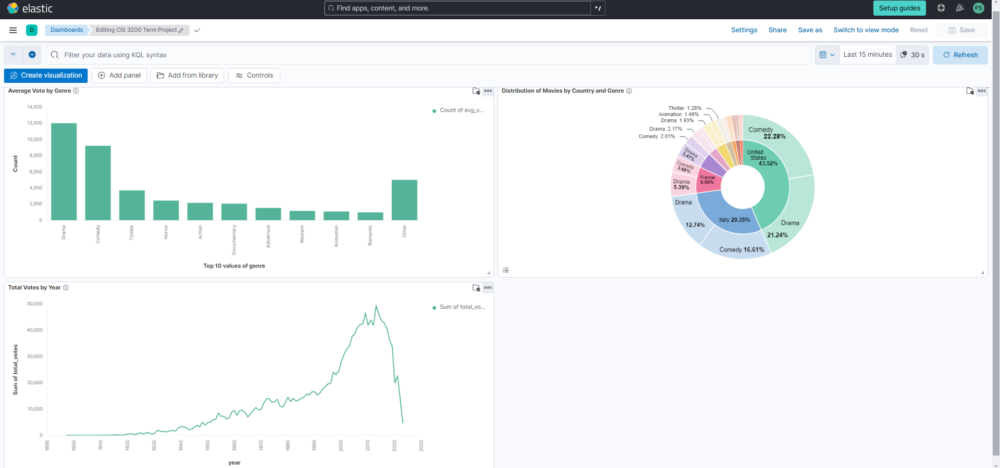 elastic
Find apps, content, and more.
^/
Setup guides
PS
D
Dashboards
Editing CIS 3200 Term Project
Settings
Share
Save as
Switch to view mode
Reset
Save
Filter your data using KQL syntax
Last 15 minutes
30 s
Refresh
Create visualization
Add panel
Add from library
Controls
Average Vote by Genre
14,000
12,000
10,000
8,000
6,000
4,000
2,000
0
Count
Drama
Comedy
Thriller
Horror
Action
Documentary
Adventure
Western
Animation
Romantic
Other
Top 10 values of genre
Count of avg_v...
Distribution of Movies by Country and Genre
Thriller 1.28%
Animation 1.49%
Drama 1.93%
Drama 2.17%
Comedy 2.01%
Drama
3.41%
Comedy
3.68%
Drama
5.39%
Drama
12.74%
Comedy 16.61%
Drama
21.24%
Comedy
22.28%
United
States
43.52%
France
9.06%
Italy 29.35%
Total Votes by Year
50,000
40,000
30,000
20,000
10,000
0
Sum of total_votes
1890
1900
1910
1920
1930
1940
1950
1960
1970
1980
1990
2000
2010
2020
2030
year
Sum of total_vo...